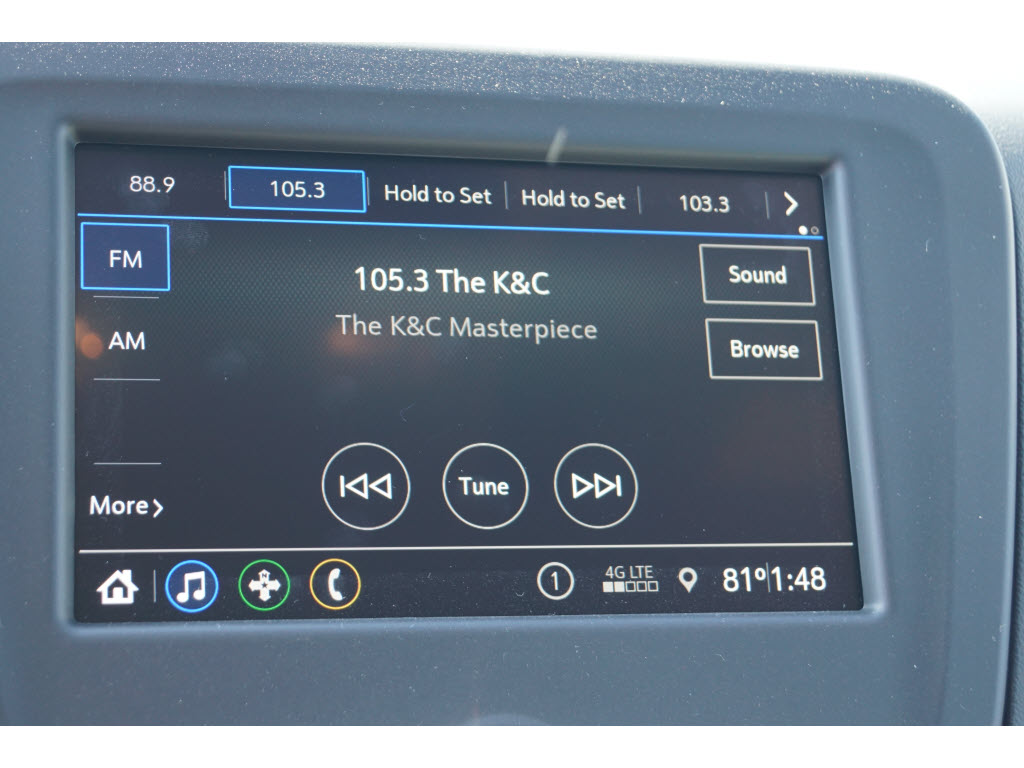 88.9 105.3 Hold to Set Hold to Set 103.3
FM
105.3 The K&C
Sound
The K&C Masterpiece
AM
Browse
Tune
More
N
1
4G LTE
81º 1:48